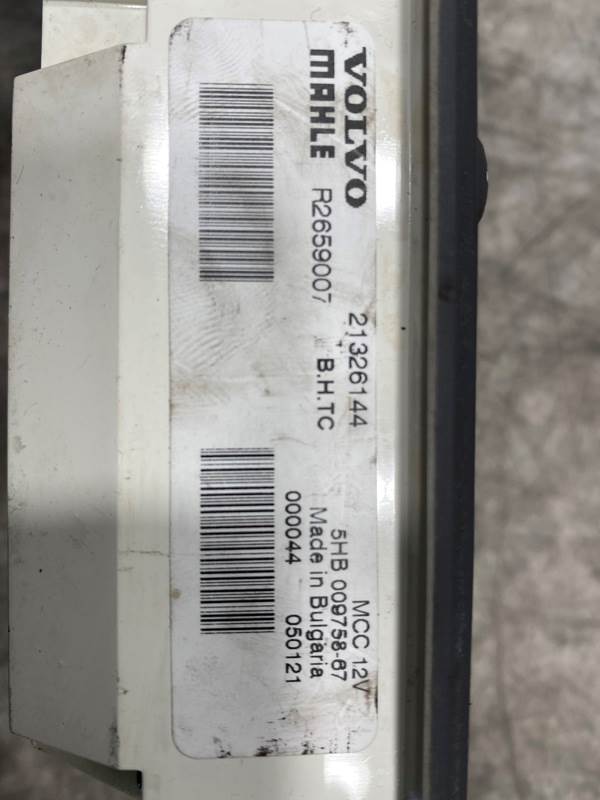 VOLVO 21326144 MCC 12V
5HB 009758-67
MAHLE R2659007 B.H.TC Made in Bulgaria
000044 050121